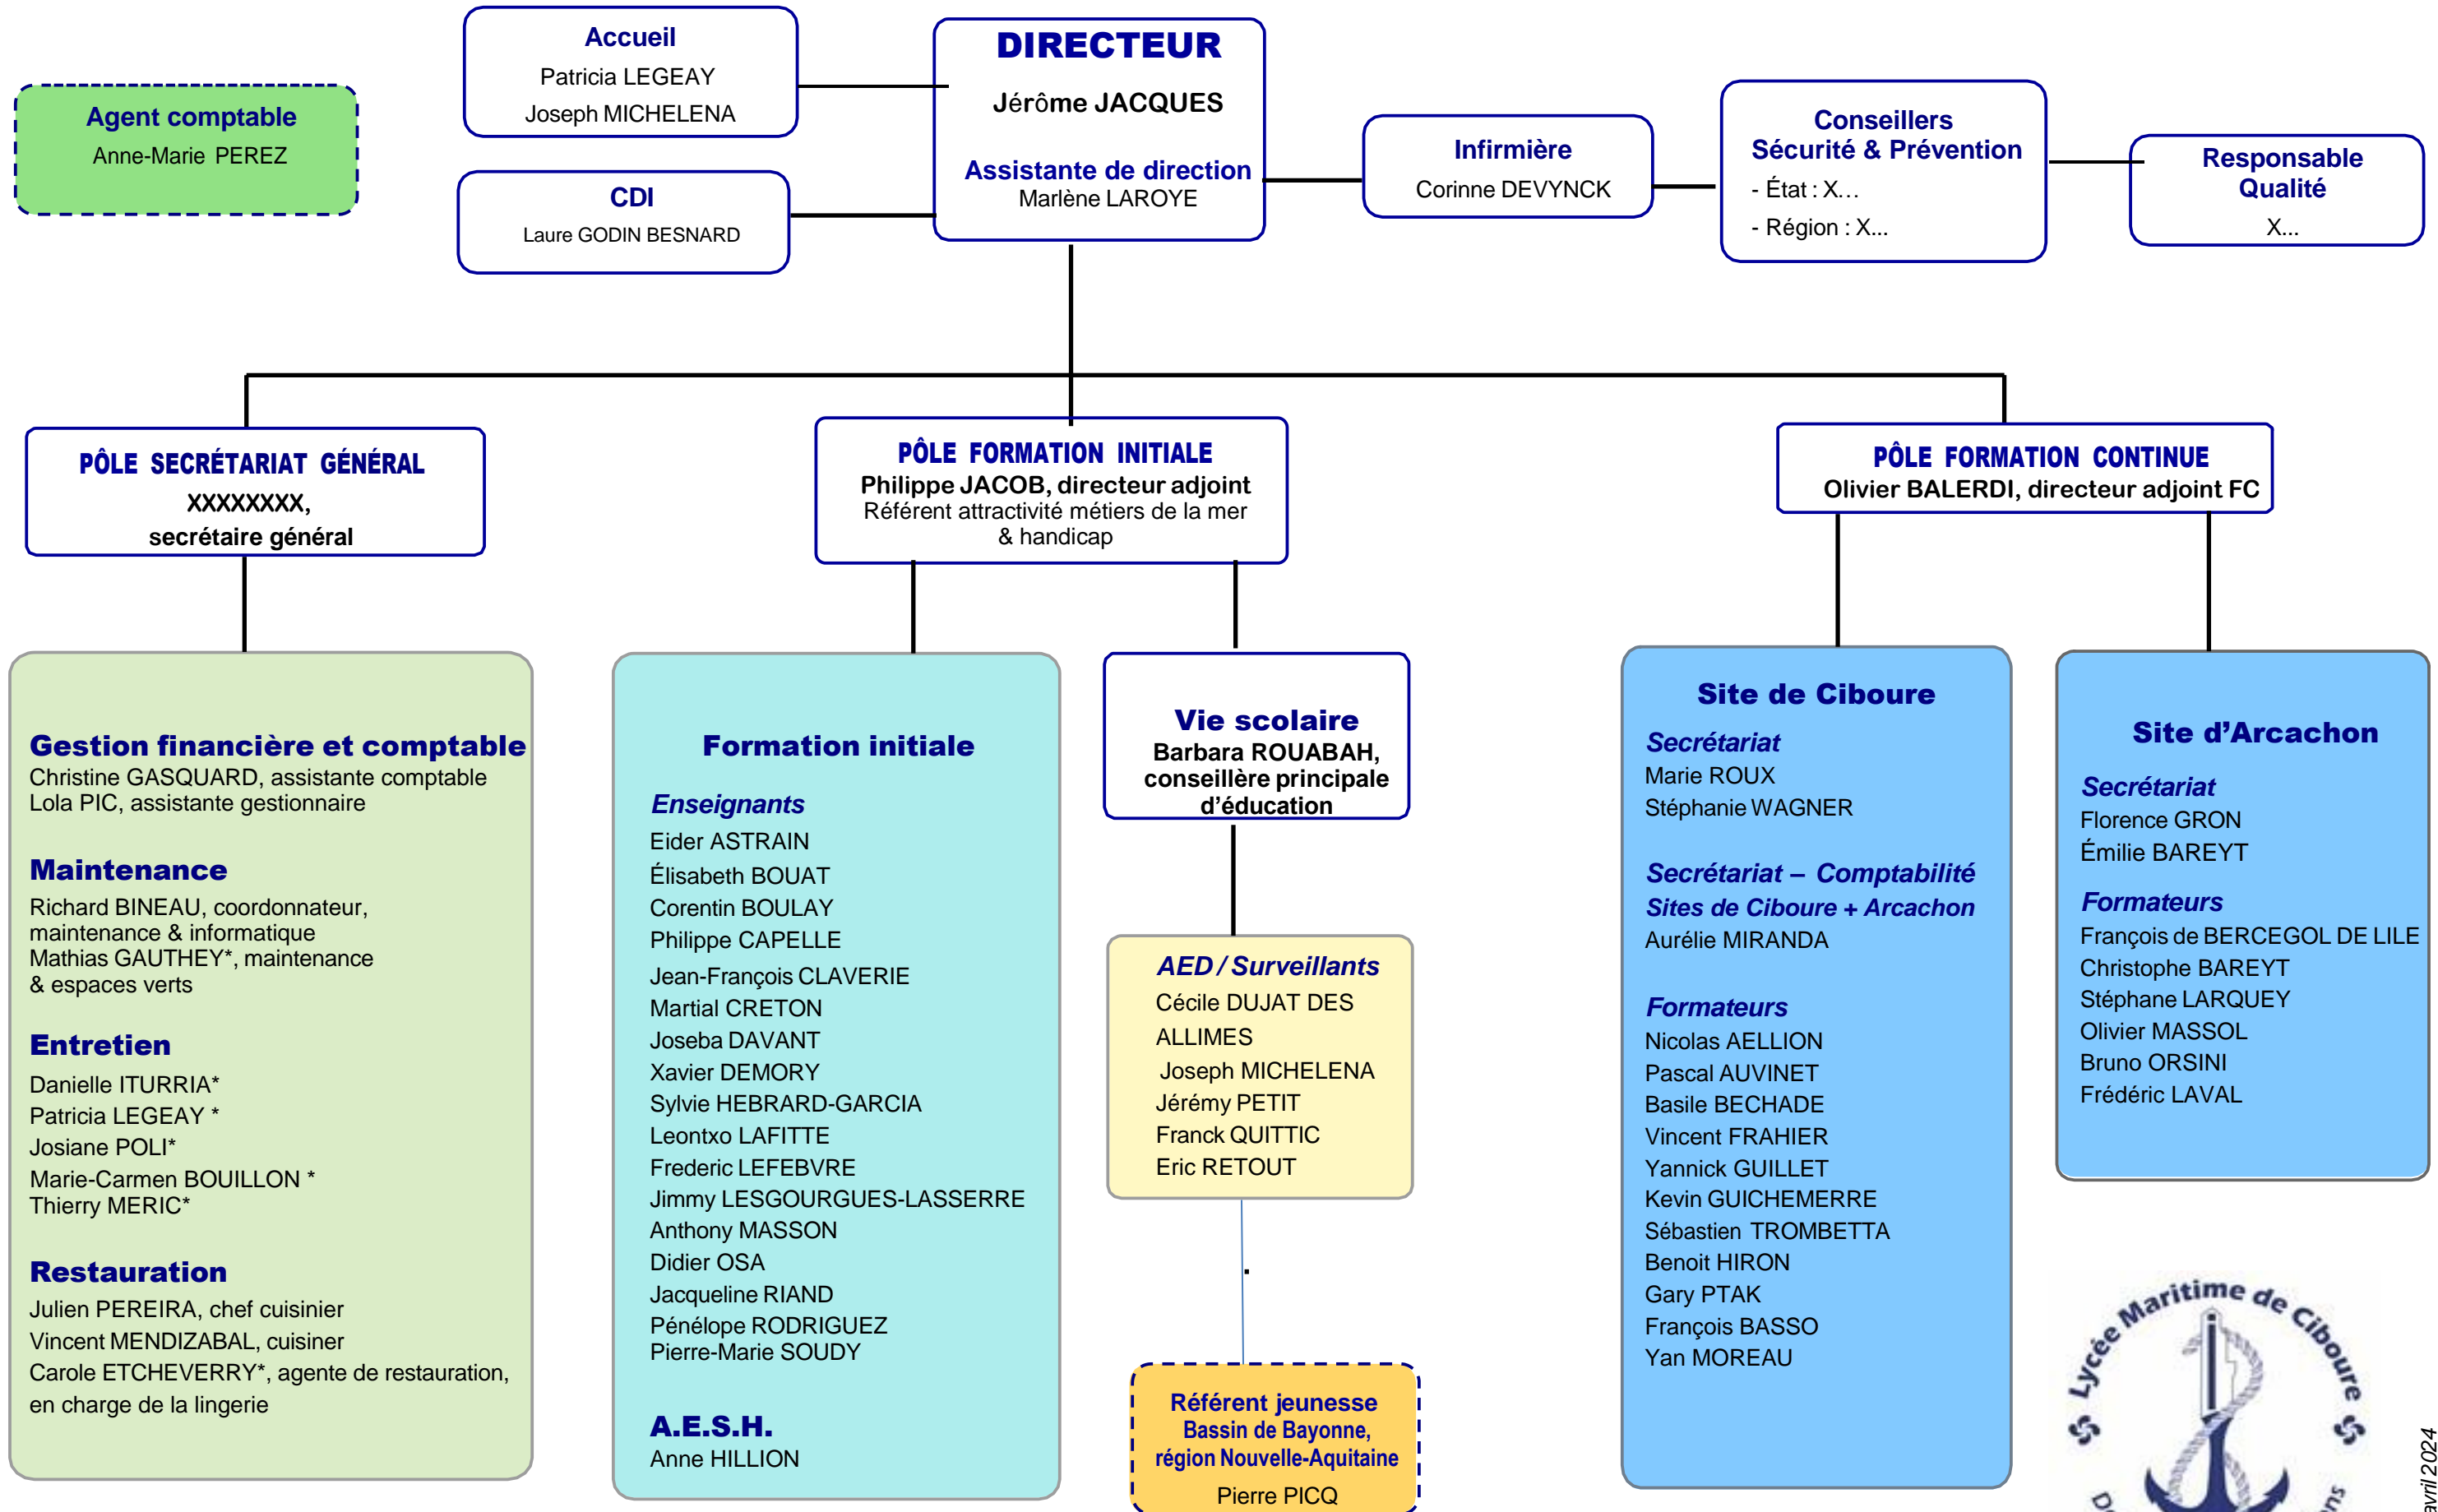 Agent comptable
Anne-Marie PEREZ
Accueil
Patricia LEGEAY
Joseph MICHELENA
CDI
Laure GODIN BESNARD
DIRECTEUR
Jérôme JACQUES
Assistante de direction
Marlène LAROYE
Infirmière
Corinne DEVYNCK
Conseillers
Sécurité & Prévention
- État : X…
- Région : X...
Responsable
Qualité
X...
PÔLE SECRÉTARIAT GÉNÉRAL
XXXXXXXX,
secrétaire général
PÔLE FORMATION INITIALE
Philippe JACOB, directeur adjoint
Référent attractivité métiers de la mer
& handicap
PÔLE FORMATION CONTINUE
Olivier BALERDI, directeur adjoint FC
Gestion financière et comptable
Christine GASQUARD, assistante comptable
Lola PIC, assistante gestionnaire
Maintenance
Richard BINEAU, coordonnateur,
maintenance & informatique
Mathias GAUTHEY*, maintenance
& espaces verts
Entretien
Danielle ITURRIA*
Patricia LEGEAY *
Josiane POLI*
Marie-Carmen BOUILLON *
Thierry MERIC*
Restauration
Julien PEREIRA, chef cuisinier
Vincent MENDIZABAL, cuisiner
Carole ETCHEVERRY*, agente de restauration,
en charge de la lingerie
Formation initiale
Enseignants
Eider ASTRAIN
Élisabeth BOUAT
Corentin BOULAY
Philippe CAPELLE
Jean-François CLAVERIE
Martial CRETON
Joseba DAVANT
Xavier DEMORY
Sylvie HEBRARD-GARCIA
Leontxo LAFITTE
Frederic LEFEBVRE
Jimmy LESGOURGUES-LASSERRE
Anthony MASSON
Didier OSA
Jacqueline RIAND
Pénélope RODRIGUEZ
Pierre-Marie SOUDY
A.E.S.H.
Anne HILLION
Vie scolaire
Barbara ROUABAH,
conseillère principale
d’éducation
AED / Surveillants
Cécile DUJAT DES
ALLIMES
Joseph MICHELENA
Jérémy PETIT
Franck QUITTIC
Eric RETOUT
.
Référent jeunesse
Bassin de Bayonne,
région Nouvelle-Aquitaine
Pierre PICQ
Site de Ciboure
Secrétariat
Marie ROUX
Stéphanie WAGNER
Secrétariat – Comptabilité
Sites de Ciboure + Arcachon
Aurélie MIRANDA
Formateurs
Nicolas AELLION
Pascal AUVINET
Basile BECHADE
Vincent FRAHIER
Yannick GUILLET
Kevin GUICHEMERRE
Sébastien TROMBETTA
Benoit HIRON
Gary PTAK
François BASSO
Yan MOREAU
Site d’Arcachon
Secrétariat
Florence GRON
Émilie BAREYT
Formateurs
François de BERCEGOL DE LILE
Christophe BAREYT
Stéphane LARQUEY
Olivier MASSOL
Bruno ORSINI
Frédéric LAVAL
Lycée Maritime de Ciboure
avril 2024